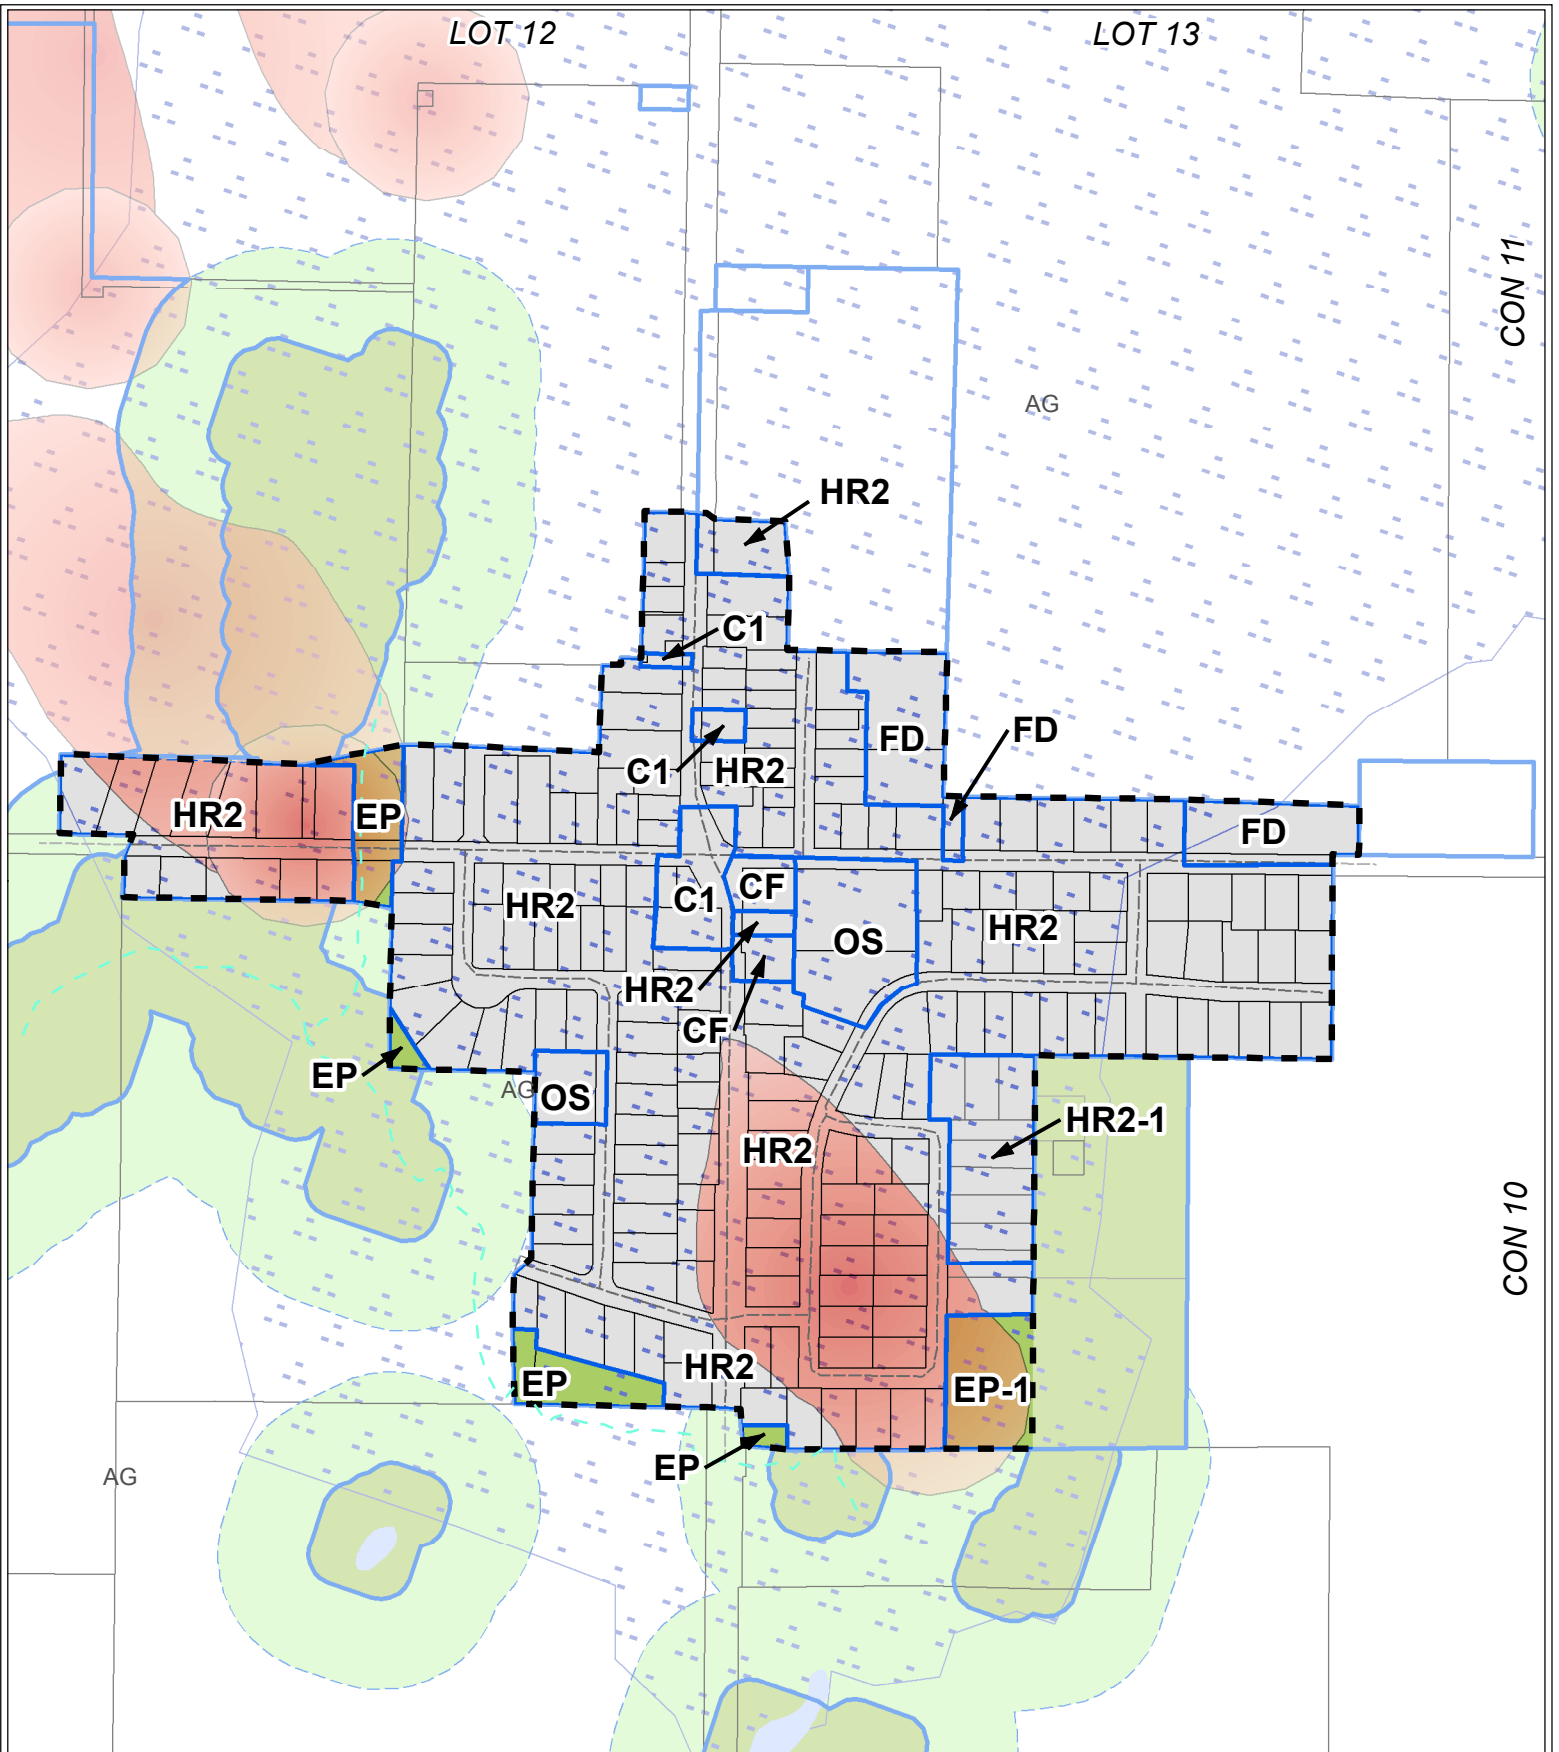 LOT 12
LOT 13
CON 11
AG
HR2
C1
FD
FD
C1
HR2
HR2
EP
FD
C1
CF
HR2
HR2
OS
HR2
CF
EP
AG
OS
HR2-1
HR2
CON 10
HR2
EP
EP-1
EP
AG